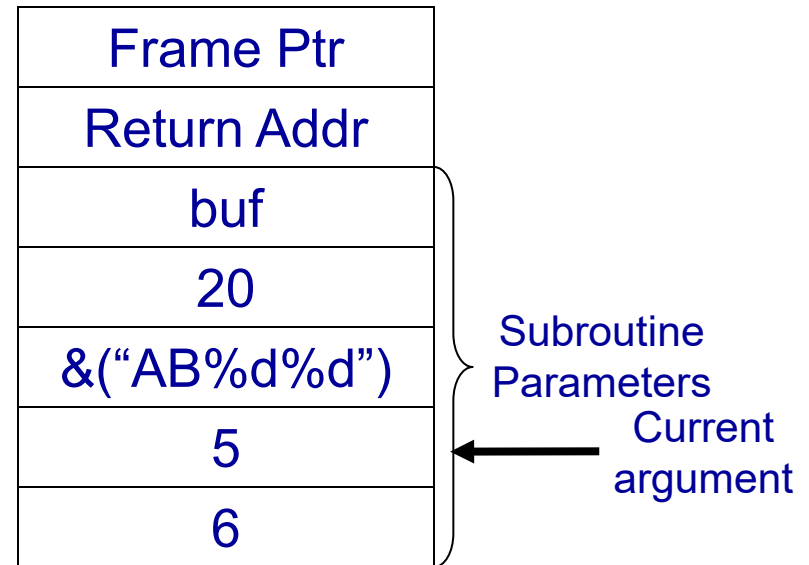 Frame Ptr
Return Addr
buf
20
&(“AB%d%d”)
5
6
Subroutine
Parameters
Current
argument